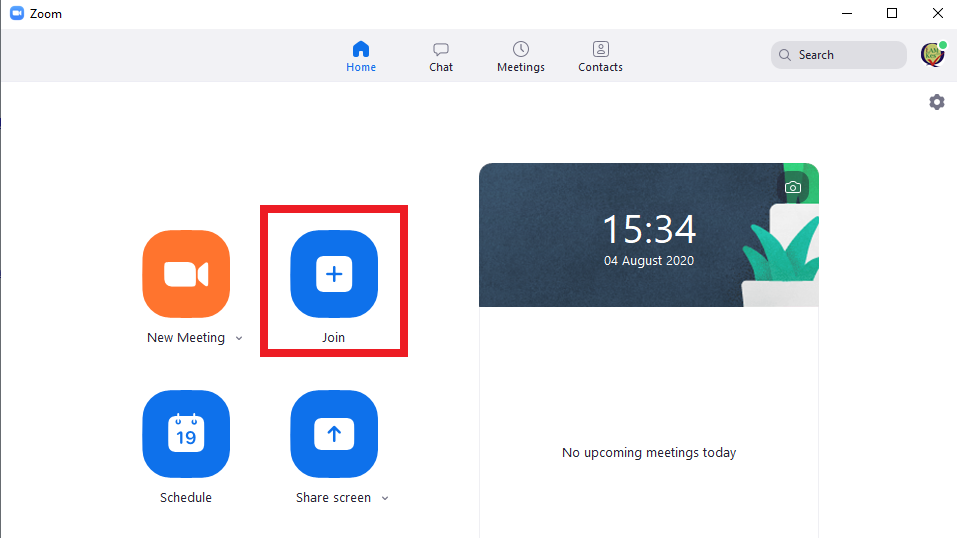 Zoom
Home
Chat
Meetings
Contacts
Search
15:34
04 August 2020
New Meeting
Join
19
Schedule
Share screen
No upcoming meetings today